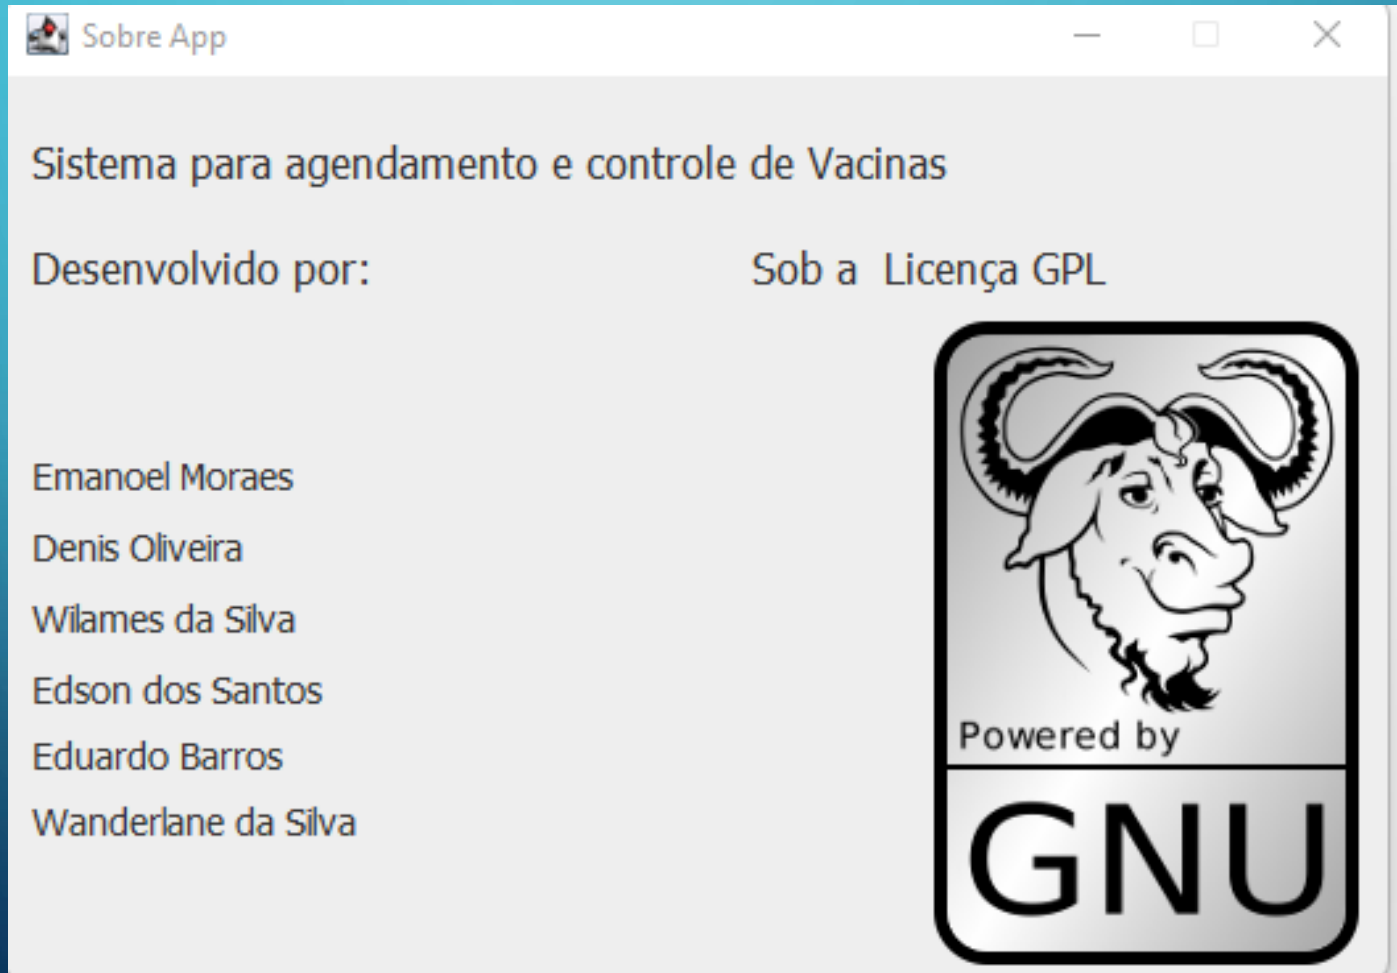 Sobre App
Sistema para agendamento e controle de Vacinas
Desenvolvido por:
Sob a Licença GPL
Emanoel Moraes
Denis Oliveira
Wilames da Silva
Edson dos Santos
Eduardo Barros
Wanderlane da Silva
Powered by
GNU